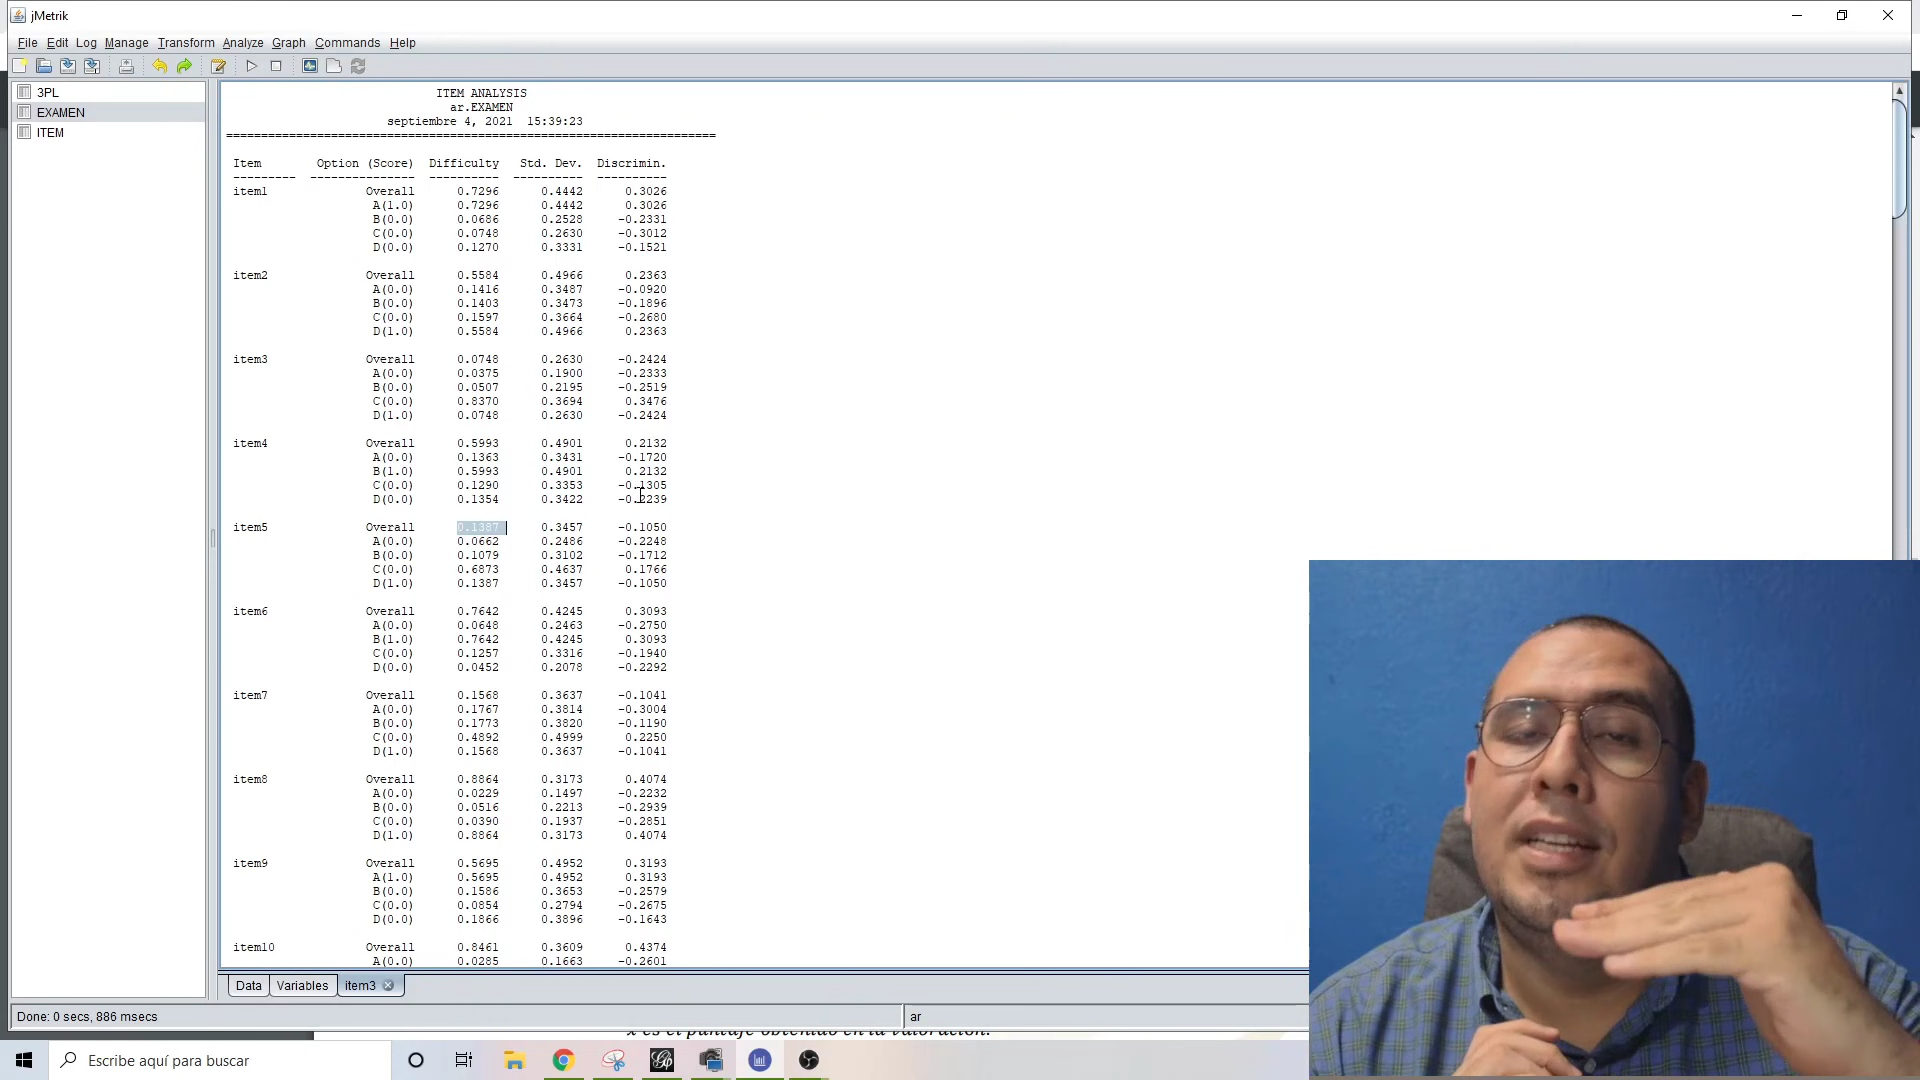 jMetrik
File Edit Log Manage Transform Analyze Graph Commands Help
3PL
EXAMEN
ITEM
ITEM ANALYSIS
ar.EXAMEN
septiembre 4, 2021 15:39:23
Item Option (Score) Difficulty Std. Dev. Discrimin.
item1 Overall 0.7296 0.4442 0.3026
A(1.0) 0.7296 0.4442 0.3026
B(0.0) 0.0686 0.2528 -0.2331
C(0.0) 0.0748 0.2630 -0.3012
D(0.0) 0.1270 0.3331 -0.1521
item2 Overall 0.5584 0.4966 0.2363
A(0.0) 0.1416 0.3487 -0.0920
B(0.0) 0.1403 0.3473 -0.1896
C(0.0) 0.1597 0.3664 -0.2680
D(1.0) 0.5584 0.4966 0.2363
item3 Overall 0.0748 0.2630 -0.2424
A(0.0) 0.0375 0.1900 -0.2333
B(0.0) 0.0507 0.2195 -0.2519
C(0.0) 0.8370 0.3694 0.3476
D(1.0) 0.0748 0.2630 -0.2424
item4 Overall 0.5993 0.4901 0.2132
A(0.0) 0.1363 0.3431 -0.1720
B(1.0) 0.5993 0.4901 0.2132
C(0.0) 0.1290 0.3353 -0.1305
D(0.0) 0.1354 0.3422 -0.2239
item5 Overall 0.1387 0.3457 -0.1050
A(0.0) 0.0662 0.2486 -0.2248
B(0.0) 0.1079 0.3102 -0.1712
C(0.0) 0.6873 0.4637 0.1766
D(1.0) 0.1387 0.3457 -0.1050
item6 Overall 0.7642 0.4245 0.3093
A(0.0) 0.0648 0.2463 -0.2750
B(1.0) 0.7642 0.4245 0.3093
C(0.0) 0.1257 0.3316 -0.1940
D(0.0) 0.0452 0.2078 -0.2292
item7 Overall 0.1568 0.3637 -0.1041
A(0.0) 0.1767 0.3814 -0.3004
B(0.0) 0.1773 0.3820 -0.1190
C(0.0) 0.4892 0.4999 0.2250
D(1.0) 0.1568 0.3637 -0.1041
item8 Overall 0.8864 0.3173 0.4074
A(0.0) 0.0229 0.1497 -0.2232
B(0.0) 0.0516 0.2213 -0.2939
C(0.0) 0.0390 0.1937 -0.2851
D(1.0) 0.8864 0.3173 0.4074
item9 Overall 0.5695 0.4952 0.3193
A(1.0) 0.5695 0.4952 0.3193
B(0.0) 0.1586 0.3653 -0.2579
C(0.0) 0.0854 0.2794 -0.2675
D(0.0) 0.1866 0.3896 -0.1643
item10 Overall 0.8461 0.3609 0.4374
A(0.0) 0.0285 0.1663 -0.2601
Data Variables item3
Done: 0 secs, 886 msecs
ar
x es el puntaje obtenido en la valoración.
Escribe aquí para buscar